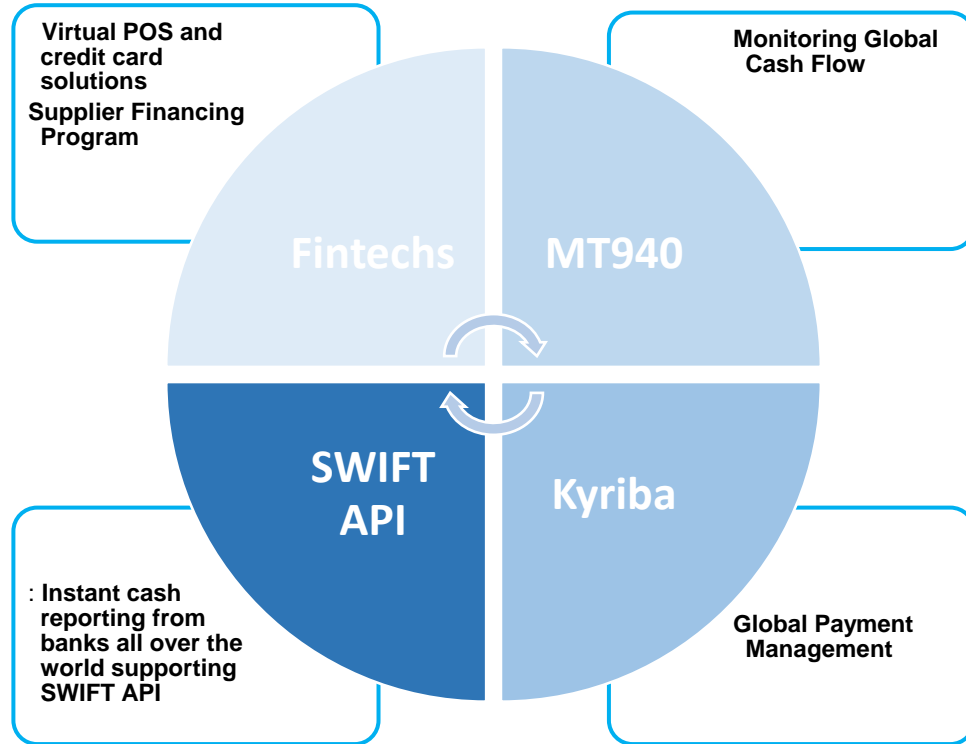 Virtual POS and
credit card
solutions
Supplier Financing
Program
Monitoring Global
Cash Flow
Fintechs
MT940
SWIFT
API
Kyriba
: Instant cash
reporting from
banks all over the
world supporting
SWIFT API
Global Payment
Management